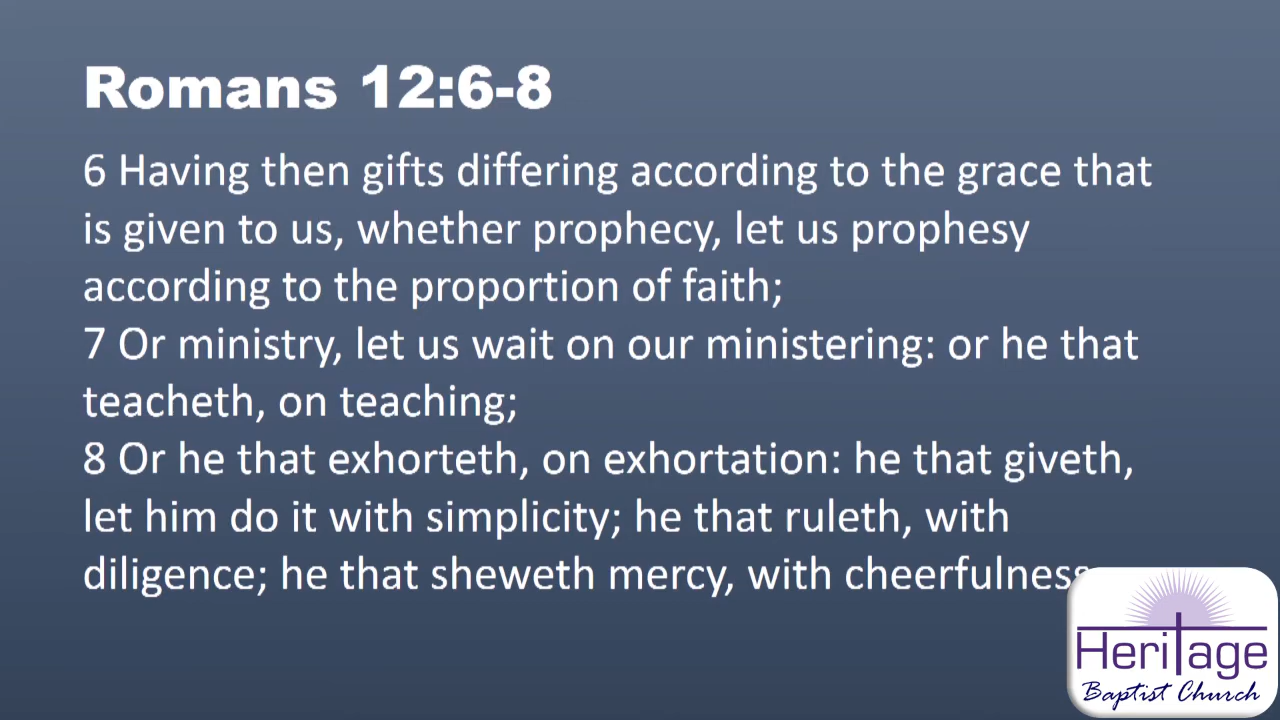 Romans 12:6-8
6 Having then gifts differing according to the grace that
is given to us, whether prophecy, let us prophesy
according to the proportion of faith;
7 Or ministry, let us wait on our ministering: or he that
teacheth, on teaching;
8 Or he that exhorteth, on exhortation: he that giveth,
let him do it with simplicity; he that ruleth, with
diligence; he that sheweth mercy, with cheerfulness
Heritage
Baptist Church